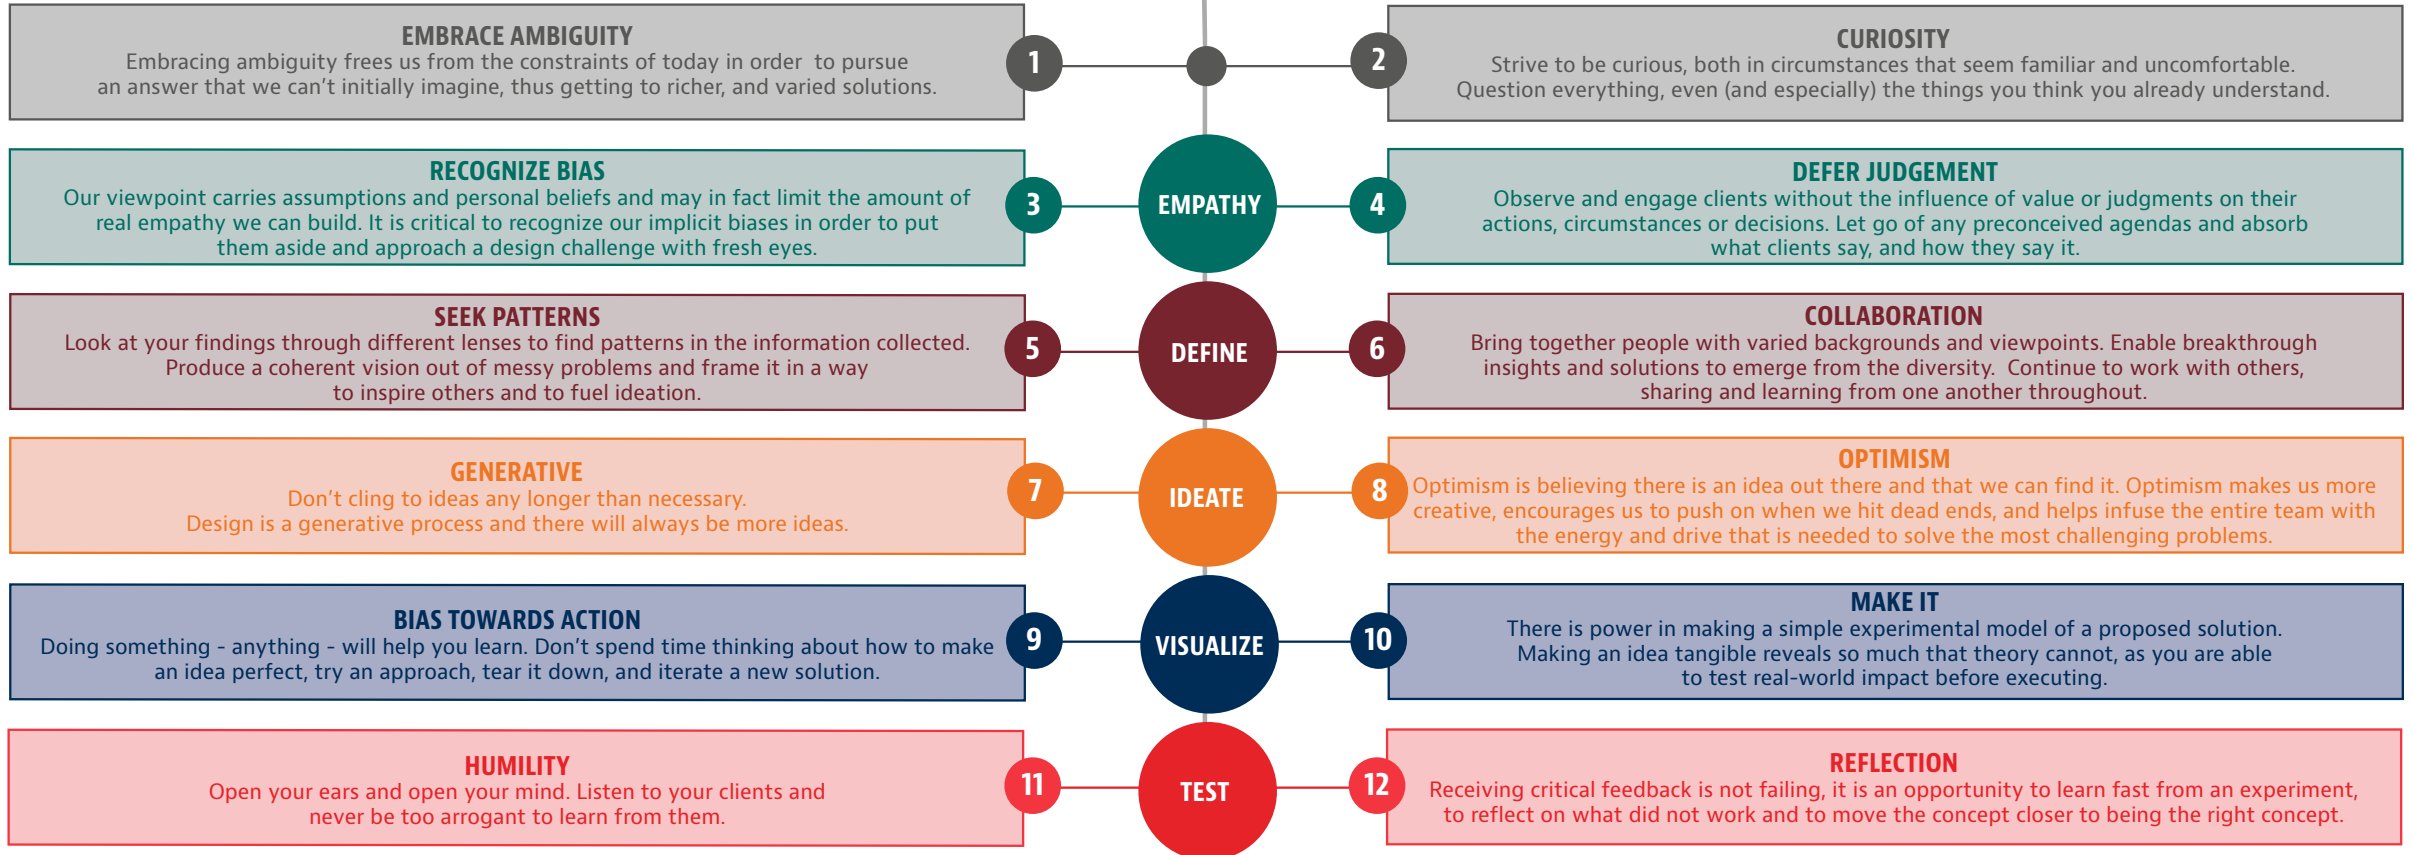 EMBRACE AMBIGUITY
Embracing ambiguity frees us from the constraints of today in order  to pursue
an answer that we can't initially imagine, thus getting to richer, and varied solutions.
1
2
CURIOSITY
Strive to be curious, both in circumstances that seem familiar and uncomfortable.
Question everything, even (and especially) the things you think you already understand.
RECOGNIZE BIAS
Our viewpoint carries assumptions and personal beliefs and may in fact limit the amount of
real empathy we can build. It is critical to recognize our implicit biases in order to put
them aside and approach a design challenge with fresh eyes.
3
EMPATHY
4
DEFER JUDGEMENT
Observe and engage clients without the influence of value or judgments on their
actions, circumstances or decisions. Let go of any preconceived agendas and absorb
what clients say, and how they say it.
SEEK PATTERNS
Look at your findings through different lenses to find patterns in the information collected.
Produce a coherent vision out of messy problems and frame it in a way
to inspire others and to fuel ideation.
5
DEFINE
6
COLLABORATION
Bring together people with varied backgrounds and viewpoints. Enable breakthrough
insights and solutions to emerge from the diversity.  Continue to work with others,
sharing and learning from one another throughout.
GENERATIVE
Don't cling to ideas any longer than necessary.
Design is a generative process and there will always be more ideas.
7
IDEATE
8
OPTIMISM
Optimism is believing there is an idea out there and that we can find it. Optimism makes us more
creative, encourages us to push on when we hit dead ends, and helps infuse the entire team with
the energy and drive that is needed to solve the most challenging problems.
BIAS TOWARDS ACTION
Doing something - anything - will help you learn. Don't spend time thinking about how to make
an idea perfect, try an approach, tear it down, and iterate a new solution.
9
VISUALIZE
10
MAKE IT
There is power in making a simple experimental model of a proposed solution.
Making an idea tangible reveals so much that theory cannot, as you are able
to test real-world impact before executing.
HUMILITY
Open your ears and open your mind. Listen to your clients and
never be too arrogant to learn from them.
11
TEST
12
REFLECTION
Receiving critical feedback is not failing, it is an opportunity to learn fast from an experiment,
to reflect on what did not work and to move the concept closer to being the right concept.